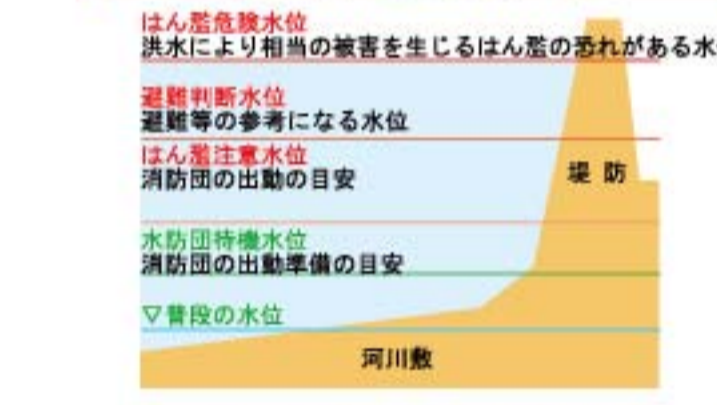 はん濫危険水位
洪水により相当の被害を生じるはん濫の恐れがある水
避難判断水位
避難等の参考になる水位
はん濫注意水位
消防団の出動の目安
堤 防
水防団待機水位
消防団の出動準備の目安
▽普段の水位
河川敷